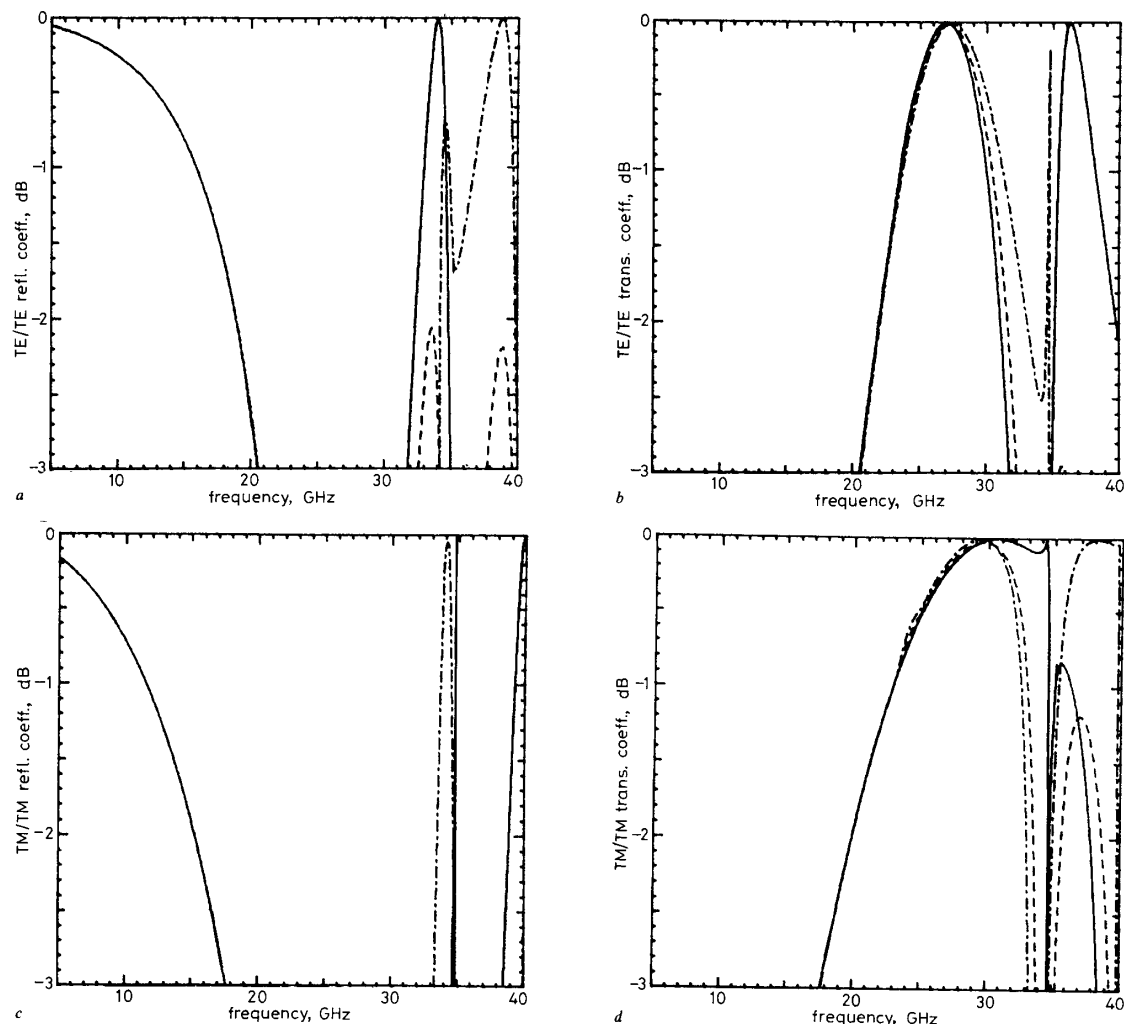 0
-1
-2
-3
TE/TE refl. coeff., dB
10
20
30
40
frequency, GHz
a
0
-1
-2
-3
TE/TE trans. coeff., dB
10
20
30
40
frequency, GHz
b
0
-1
-2
-3
TM/TM refl. coeff., dB
10
20
30
40
frequency, GHz
c
0
-1
-2
-3
TM/TM trans. coeff., dB
10
20
30
40
frequency, GHz
d